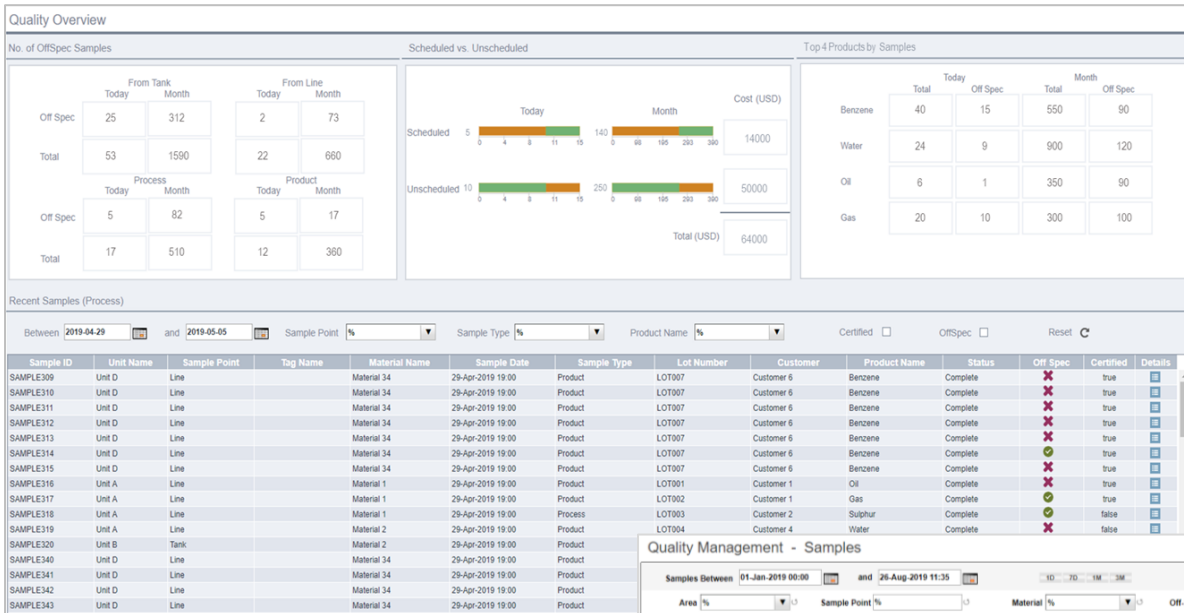 Quality Overview
No. of OffSpec Samples
Scheduled vs. Unscheduled
Top 4 Products by Samples
From Tank From Line
Today Month Today Month
Off Spec 25 312 2 73
Total 53 1590 22 660
Process Product
Today Month Today Month
Off Spec 5 82 5 17
Total 17 510 12 360
Today Month Cost (USD)
Scheduled 5 140 14000
0 4 8 11 15 0 98 195 293 390
Unscheduled 10 250 50000
0 4 8 11 15 0 98 195 293 390
Total (USD) 64000
Today Month
Total Off Spec Total Off Spec
Benzene 40 15 550 90
Water 24 9 900 120
Oil 6 1 350 90
Gas 20 10 300 100
Recent Samples (Process)
Between 2019-04-29 and 2019-05-05 Sample Point % Sample Type % Product Name % Certified OffSpec Reset
Sample ID Unit Name Sample Point Tag Name Material Name Sample Date Sample Type Lot Number Customer Product Name Status Off Spec Certified Details
SAMPLE309 Unit D Line Material 34 29-Apr-2019 19:00 Product LOT007 Customer 6 Benzene Complete true
SAMPLE310 Unit D Line Material 34 29-Apr-2019 19:00 Product LOT007 Customer 6 Benzene Complete true
SAMPLE311 Unit D Line Material 34 29-Apr-2019 19:00 Product LOT007 Customer 6 Benzene Complete true
SAMPLE312 Unit D Line Material 34 29-Apr-2019 19:00 Product LOT007 Customer 6 Benzene Complete true
SAMPLE313 Unit D Line Material 34 29-Apr-2019 19:00 Product LOT007 Customer 6 Benzene Complete true
SAMPLE314 Unit D Line Material 34 29-Apr-2019 19:00 Product LOT007 Customer 6 Benzene Complete true
SAMPLE315 Unit D Line Material 34 29-Apr-2019 19:00 Product LOT007 Customer 6 Benzene Complete true
SAMPLE316 Unit A Line Material 1 29-Apr-2019 19:00 Product LOT001 Customer 1 Oil Complete true
SAMPLE317 Unit A Line Material 1 29-Apr-2019 19:00 Product LOT002 Customer 1 Gas Complete true
SAMPLE318 Unit A Line Material 1 29-Apr-2019 19:00 Process LOT003 Customer 2 Sulphur Complete false
SAMPLE319 Unit A Line Material 2 29-Apr-2019 19:00 Product LOT004 Customer 4 Water Complete false
SAMPLE320 Unit B Tank Material 2 29-Apr-2019 19:00 Product
SAMPLE340 Unit D Line Material 34 29-Apr-2019 19:00 Product
SAMPLE341 Unit D Line Material 34 29-Apr-2019 19:00 Product
SAMPLE342 Unit D Line Material 34 29-Apr-2019 19:00 Product
SAMPLE343 Unit D Line Material 34 29-Apr-2019 19:00 Product
Quality Management - Samples
Samples Between 01-Jan-2019 00:00 and 26-Aug-2019 11:35 1D 7D 1M 3M
Area % Sample Point % Material % Off-